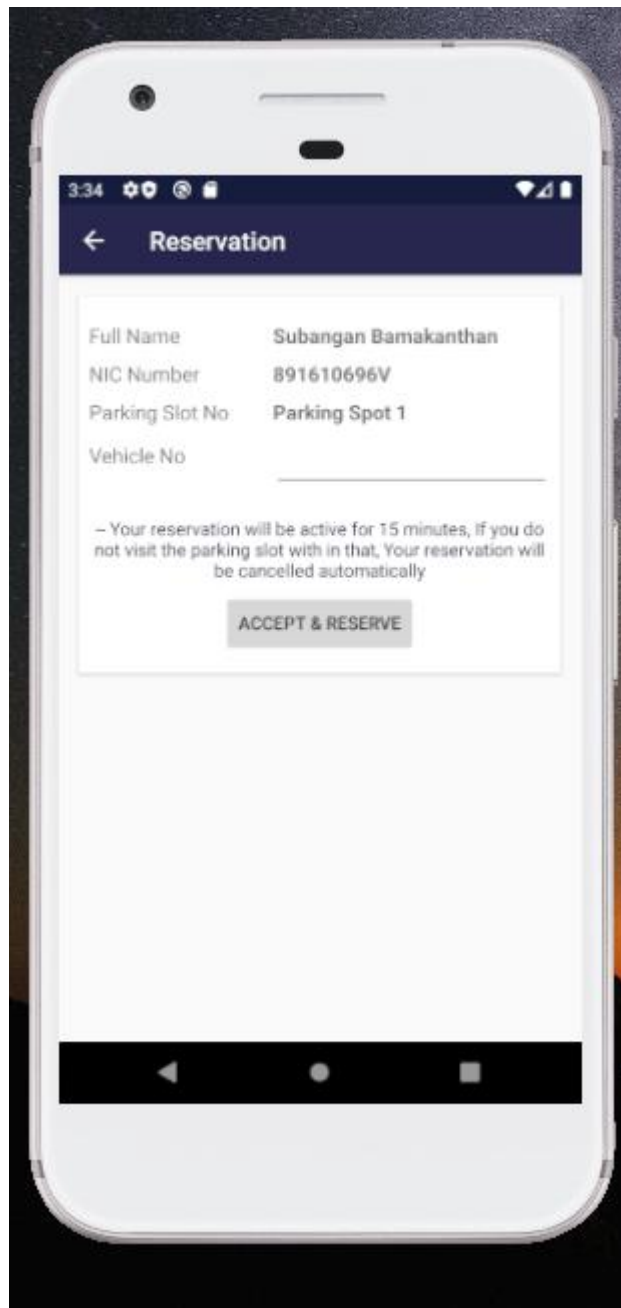 3:34
Reservation
Full Name Subangan Bamakanthan
NIC Number 891610696V
Parking Slot No Parking Spot 1
Vehicle No
– Your reservation will be active for 15 minutes, If you do
not visit the parking slot with in that, Your reservation will
be cancelled automatically
ACCEPT & RESERVE